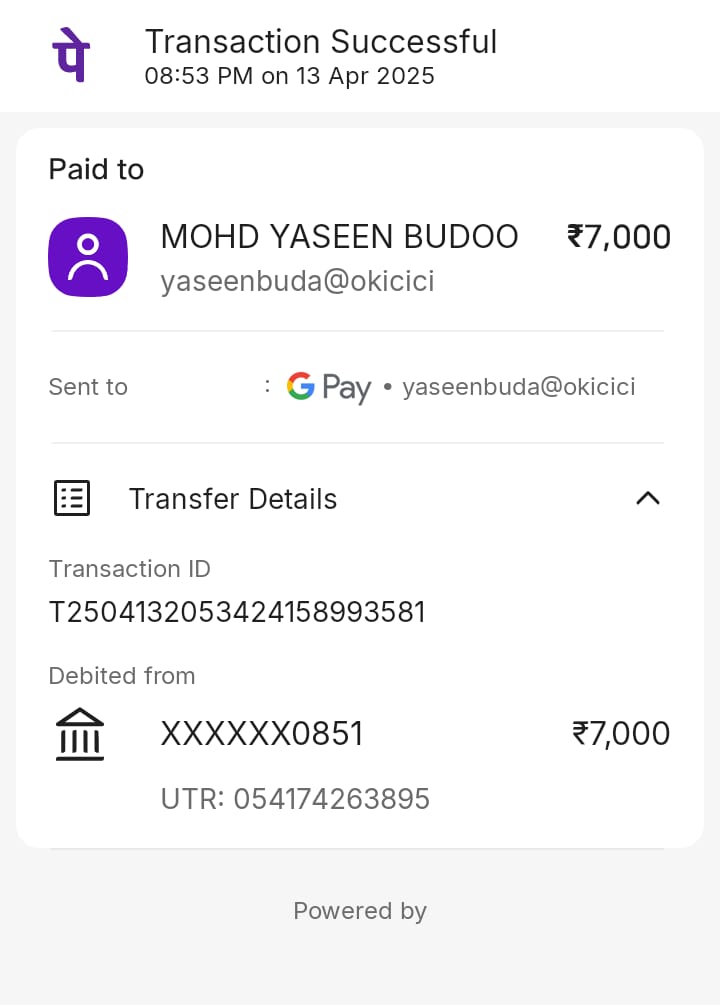 पे
Transaction Successful
08:53 PM on 13 Apr 2025
Paid to
MOHD YASEEN BUDOO ₹7,000
yaseenbuda@okicici
Sent to : G Pay • yaseenbuda@okicici
Transfer Details
Transaction ID
T2504132053424158993581
Debited from
XXXXXX0851 ₹7,000
UTR: 054174263895
Powered by